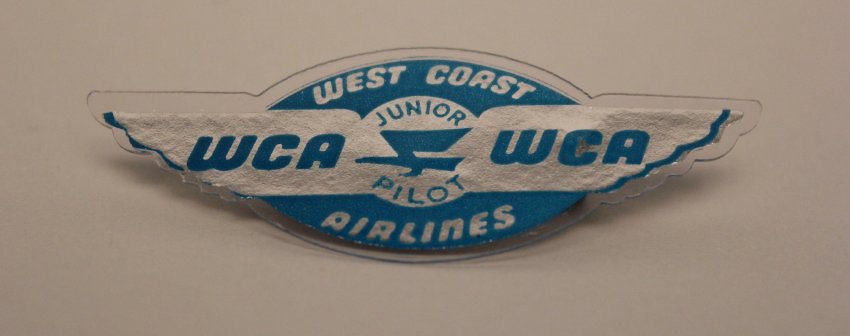 WEST COAST
JUNIOR
WCA WCA
PILOT
AIRLINES